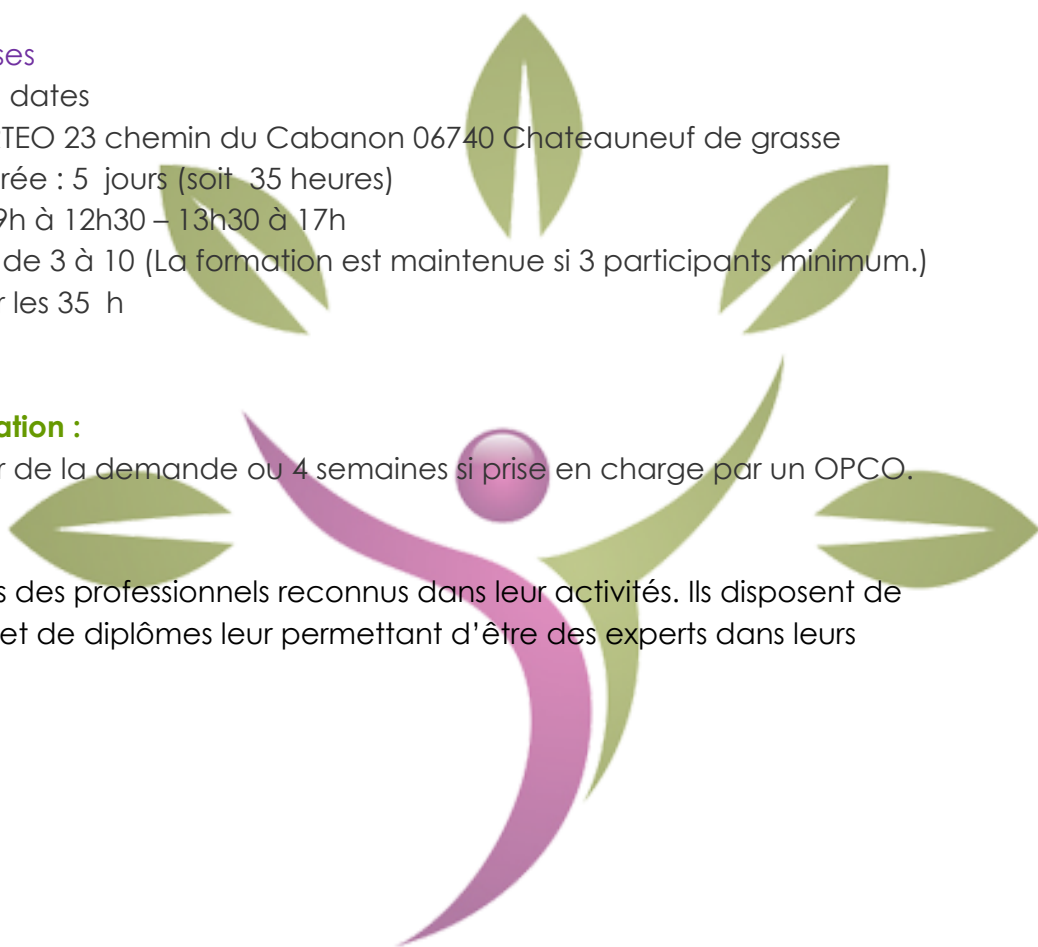 ses
dates
TEO 23 chemin du Cabanon 06740 Chateauneuf de grasse
rée : 5 jours (soit 35 heures)
9h à 12h30 – 13h30 à 17h
de 3 à 10 (La formation est maintenue si 3 participants minimum.)
r les 35 h
ation :
r de la demande ou 4 semaines si prise en charge par un OPCO.
s des professionnels reconnus dans leur activités. Ils disposent de
et de diplômes leur permettant d'être des experts dans leurs